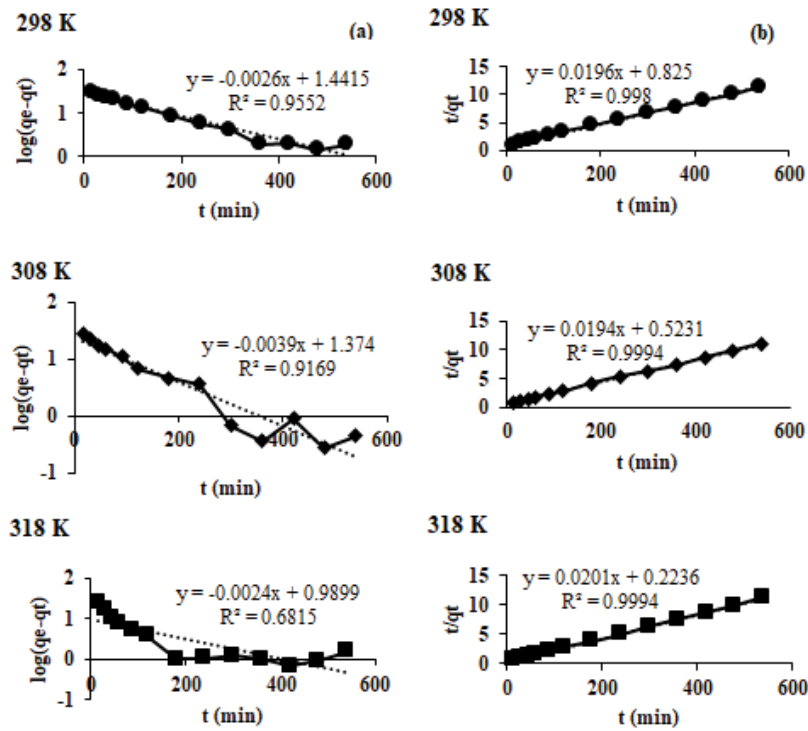 298 K
(a)
y = -0.0026x + 1.4415
R² = 0.9552
log(qe-qt)
2
1
0
0 200 400 600
t (min)
298 K
(b)
y = 0.0196x + 0.825
R² = 0.998
t/qt
15
10
5
0
0 200 400 600
t (min)
308 K
y = -0.0039x + 1.374
R² = 0.9169
log(qe-qt)
2
1
0
-1
0 200 400 600
t (min)
308 K
y = 0.0194x + 0.5231
R² = 0.9994
t/qt
15
10
5
0
0 200 400 600
t (min)
318 K
y = -0.0024x + 0.9899
R² = 0.6815
log(qe-qt)
2
1
0
-1
0 200 400 600
t (min)
318 K
y = 0.0201x + 0.2236
R² = 0.9994
t/qt
15
10
5
0
0 200 400 600
t (min)